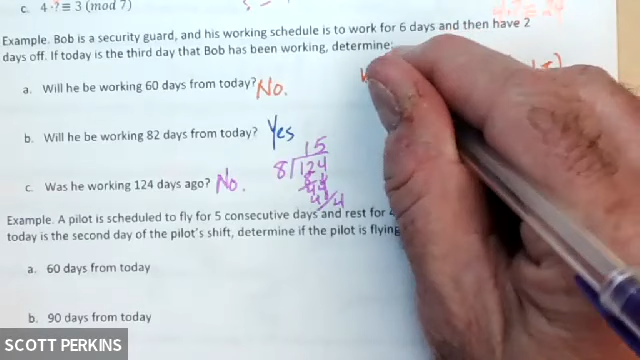 c. 4·? ≡ 3 (mod 7)
Example. Bob is a security guard, and his working schedule is to work for 6 days and then have 2
days off. If today is the third day that Bob has been working, determine:
a. Will he be working 60 days from today? No.
b. Will he be working 82 days from today? Yes
15
8 124
c. Was he working 124 days ago? No.
Example. A pilot is scheduled to fly for 5 consecutive days and rest for
today is the second day of the pilot's shift, determine if the pilot is flying
a. 60 days from today
b. 90 days from today
SCOTT PERKINS